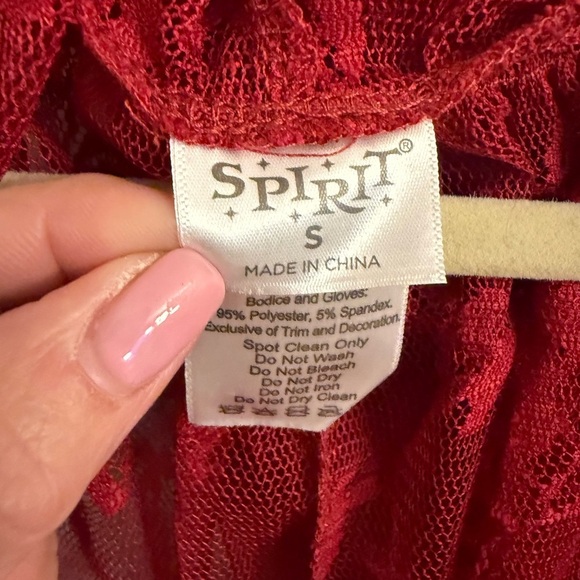 SPIRIT®
S
MADE IN CHINA
Bodice and Gloves:
95% Polyester, 5% Spandex.
Exclusive of Trim and Decoration.
Spot Clean Only
Do Not Wash
Do Not Bleach
Do Not Dry
Do Not Iron
Do Not Dry Clean